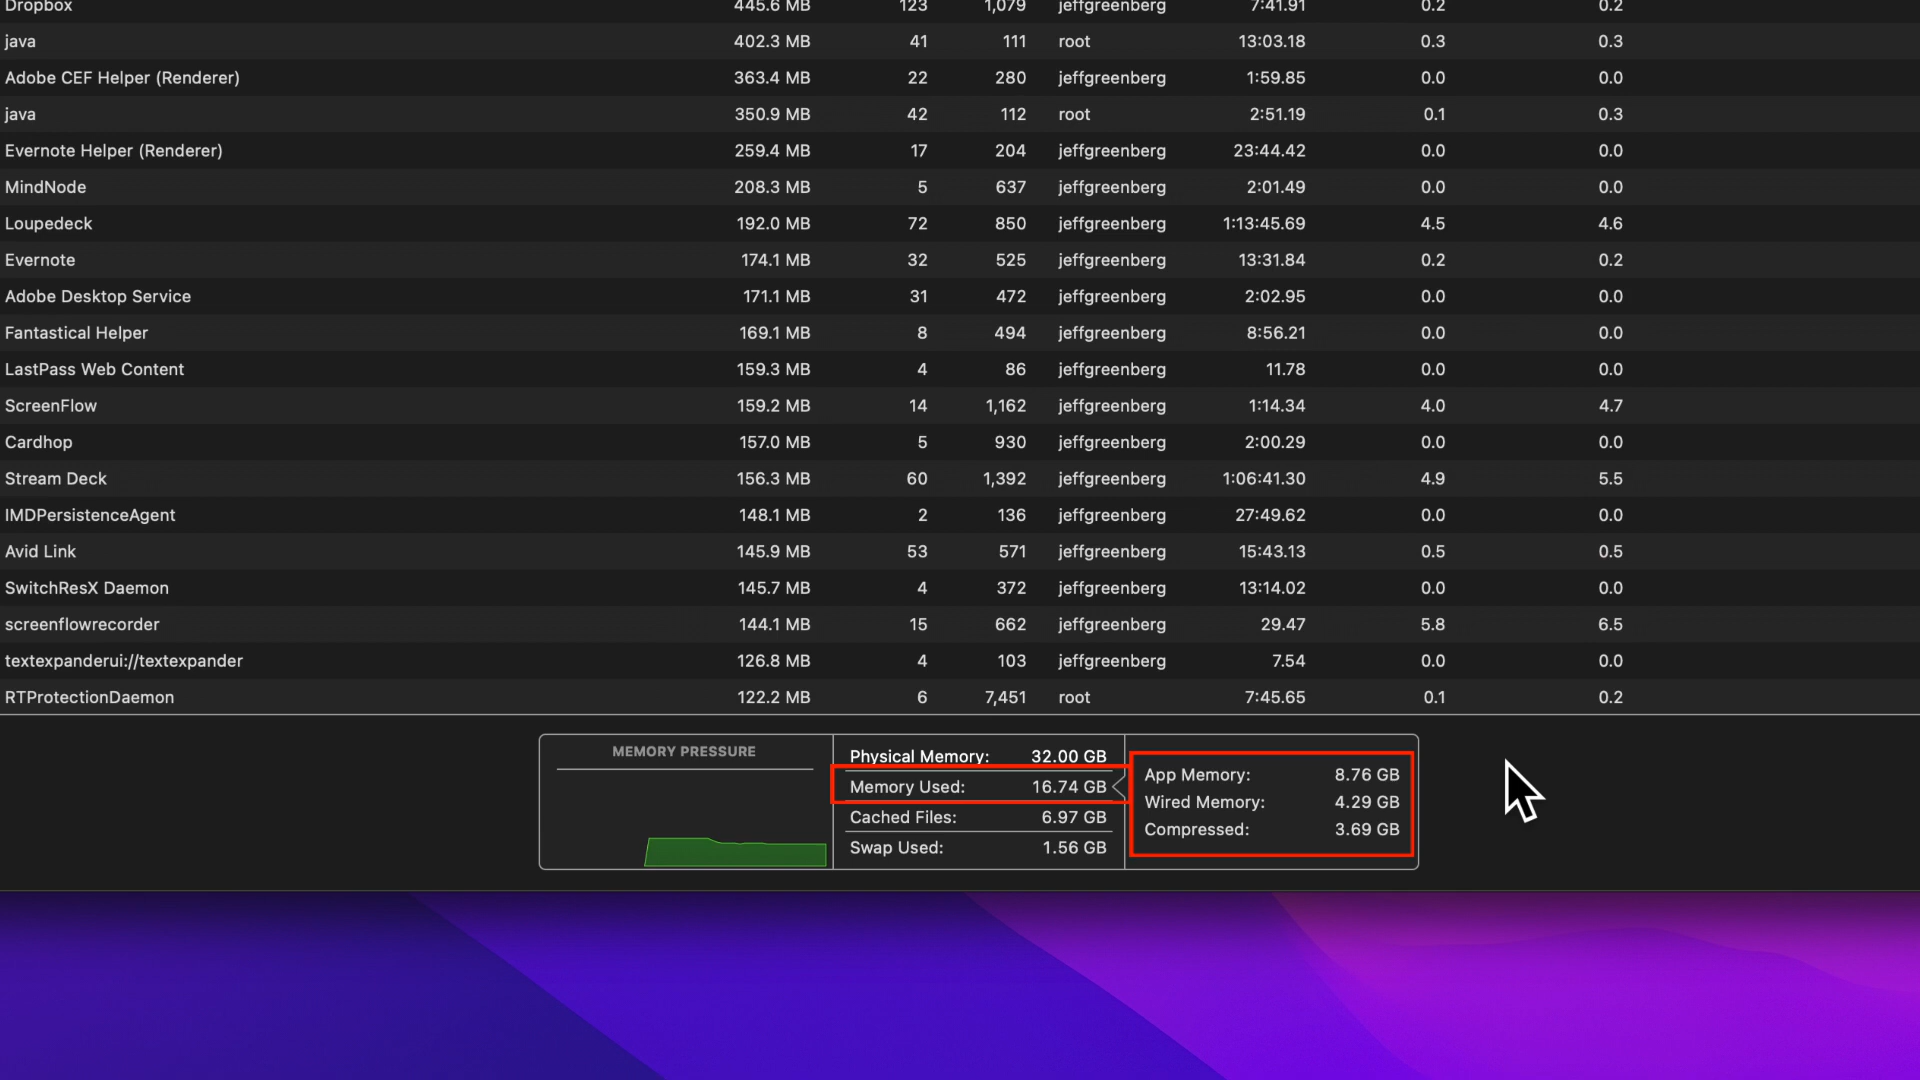 Dropbox 445.6 MB 123 1,079 jeffgreenberg 7:41.91 0.2 0.2
java 402.3 MB 41 111 root 13:03.18 0.3 0.3
Adobe CEF Helper (Renderer) 363.4 MB 22 280 jeffgreenberg 1:59.85 0.0 0.0
java 350.9 MB 42 112 root 2:51.19 0.1 0.3
Evernote Helper (Renderer) 259.4 MB 17 204 jeffgreenberg 23:44.42 0.0 0.0
MindNode 208.3 MB 5 637 jeffgreenberg 2:01.49 0.0 0.0
Loupedeck 192.0 MB 72 850 jeffgreenberg 1:13:45.69 4.5 4.6
Evernote 174.1 MB 32 525 jeffgreenberg 13:31.84 0.2 0.2
Adobe Desktop Service 171.1 MB 31 472 jeffgreenberg 2:02.95 0.0 0.0
Fantastical Helper 169.1 MB 8 494 jeffgreenberg 8:56.21 0.0 0.0
LastPass Web Content 159.3 MB 4 86 jeffgreenberg 11.78 0.0 0.0
ScreenFlow 159.2 MB 14 1,162 jeffgreenberg 1:14.34 4.0 4.7
Cardhop 157.0 MB 5 930 jeffgreenberg 2:00.29 0.0 0.0
Stream Deck 156.3 MB 60 1,392 jeffgreenberg 1:06:41.30 4.9 5.5
IMDPersistenceAgent 148.1 MB 2 136 jeffgreenberg 27:49.62 0.0 0.0
Avid Link 145.9 MB 53 571 jeffgreenberg 15:43.13 0.5 0.5
SwitchResX Daemon 145.7 MB 4 372 jeffgreenberg 13:14.02 0.0 0.0
screenflowrecorder 144.1 MB 15 662 jeffgreenberg 29.47 5.8 6.5
textexpanderui://textexpander 126.8 MB 4 103 jeffgreenberg 7.54 0.0 0.0
RTProtectionDaemon 122.2 MB 6 7,451 root 7:45.65 0.1 0.2
MEMORY PRESSURE
Physical Memory: 32.00 GB
Memory Used: 16.74 GB
Cached Files: 6.97 GB
Swap Used: 1.56 GB
App Memory: 8.76 GB
Wired Memory: 4.29 GB
Compressed: 3.69 GB